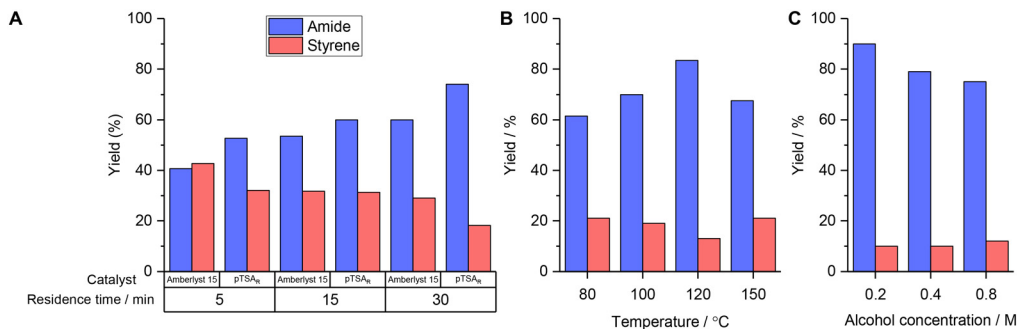 A
100
80
60
40
20
0
Yield (%)
Amide
Styrene
Catalyst
Amberlyst 15 pTSA_R Amberlyst 15 pTSA_R Amberlyst 15 pTSA_R
Residence time / min
5 15 30
B
100
80
60
40
20
0
Yield / %
80 100 120 150
Temperature / °C
C
100
80
60
40
20
0
Yield / %
0.2 0.4 0.8
Alcohol concentration / M